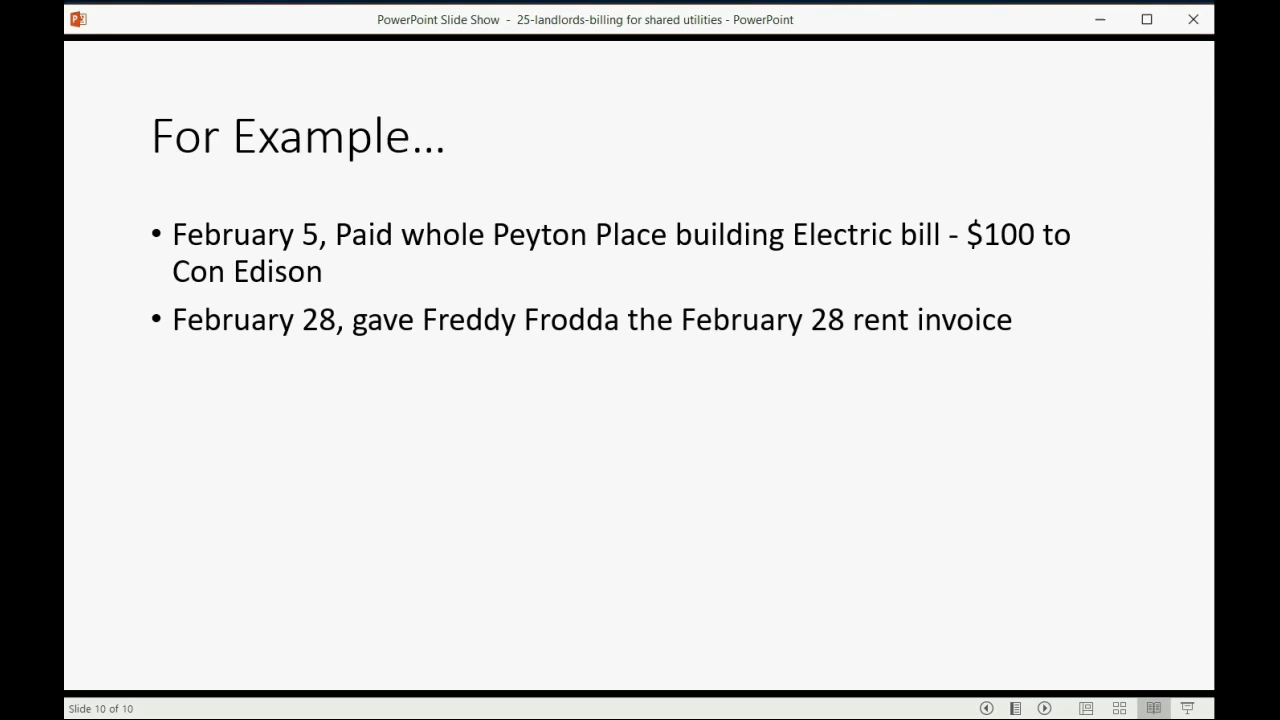 PowerPoint Slide Show - 25-landlords-billing for shared utilities - PowerPoint
For Example...
• February 5, Paid whole Peyton Place building Electric bill - $100 to
Con Edison
• February 28, gave Freddy Frodda the February 28 rent invoice
Slide 10 of 10